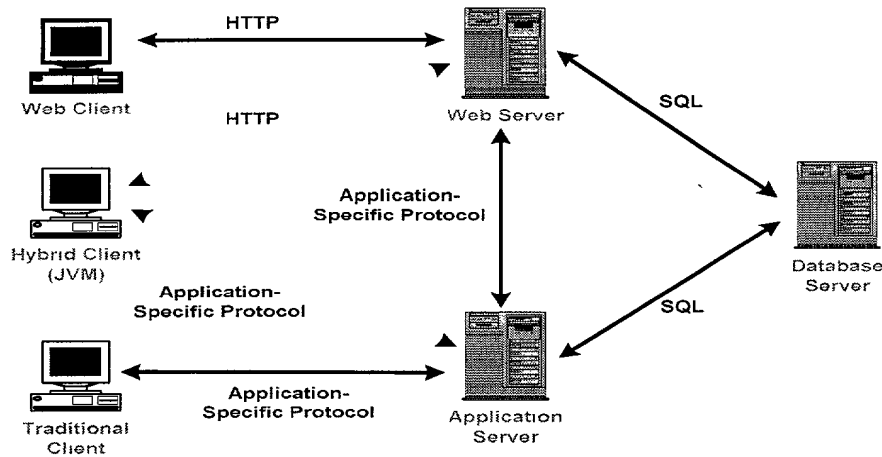 HTTP
Web Client
Web Server
SQL
HTTP
Application-
Specific Protocol
Hybrid Client
(JVM)
Database
Server
Application-
Specific Protocol
SQL
Application-
Specific Protocol
Traditional
Client
Application
Server